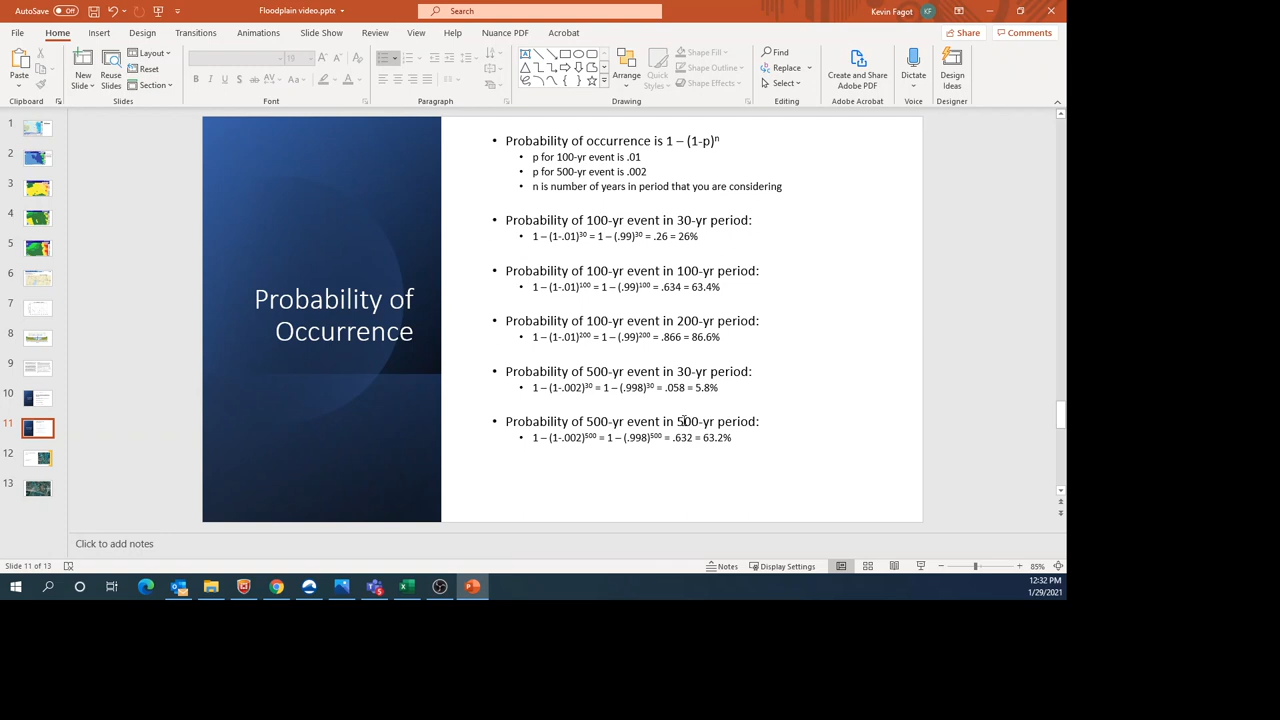 AutoSave Off Floodplain video.pptx Search Kevin Fagot KF
File Home Insert Design Transitions Animations Slide Show Review View Help Nuance PDF Acrobat Share Comments
Paste New Slide Reuse Slides Layout Reset Section
Arrange Quick Styles Shape Fill Shape Outline Shape Effects
Find Replace Select
Create and Share Adobe PDF Dictate Design Ideas
Clipboard Slides Font Paragraph Drawing Editing Adobe Acrobat Voice Designer
1
2
3
4
5
6
7
8
9
10
11
12
13
Probability of
Occurrence
• Probability of occurrence is 1 – (1-p)ⁿ
• p for 100-yr event is .01
• p for 500-yr event is .002
• n is number of years in period that you are considering
• Probability of 100-yr event in 30-yr period:
• 1 – (1-.01)³⁰ = 1 – (.99)³⁰ = .26 = 26%
• Probability of 100-yr event in 100-yr period:
• 1 – (1-.01)¹⁰⁰ = 1 – (.99)¹⁰⁰ = .634 = 63.4%
• Probability of 100-yr event in 200-yr period:
• 1 – (1-.01)²⁰⁰ = 1 – (.99)²⁰⁰ = .866 = 86.6%
• Probability of 500-yr event in 30-yr period:
• 1 – (1-.002)³⁰ = 1 – (.998)³⁰ = .058 = 5.8%
• Probability of 500-yr event in 500-yr period:
• 1 – (1-.002)⁵⁰⁰ = 1 – (.998)⁵⁰⁰ = .632 = 63.2%
Click to add notes
Slide 11 of 13 Notes Display Settings 85%
12:32 PM
1/29/2021